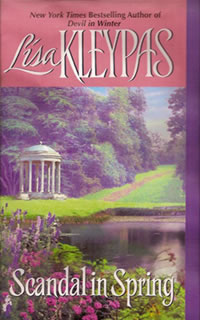 New York Times Bestselling Author of
Devil in Winter
Lisa
KLEYPAS
Scandal in Spring